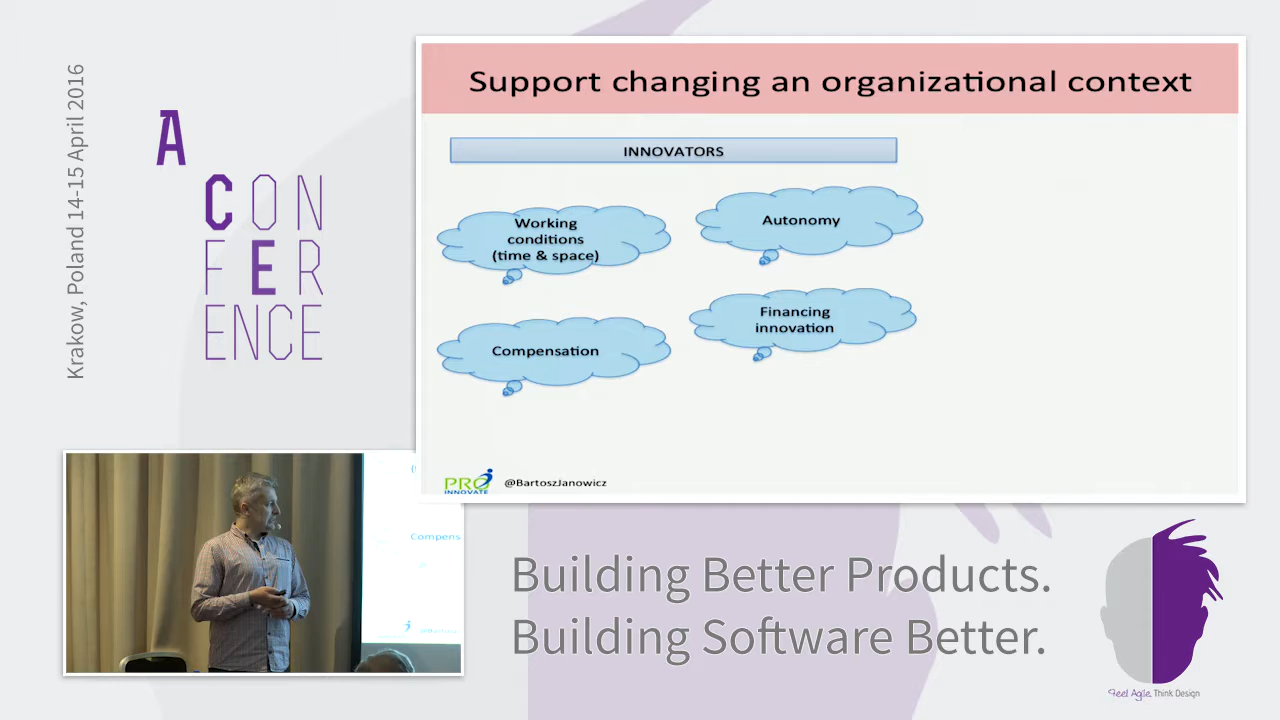 Krakow, Poland 14-15 April 2016
A
CON
FER
ENCE
Support changing an organizational context
INNOVATORS
Working
conditions
(time & space)
Autonomy
Compensation
Financing
innovation
PRO
INNOVATE
@BartoszJanowicz
Compens
Building Better Products.
Building Software Better.
Feel Agile, Think Design